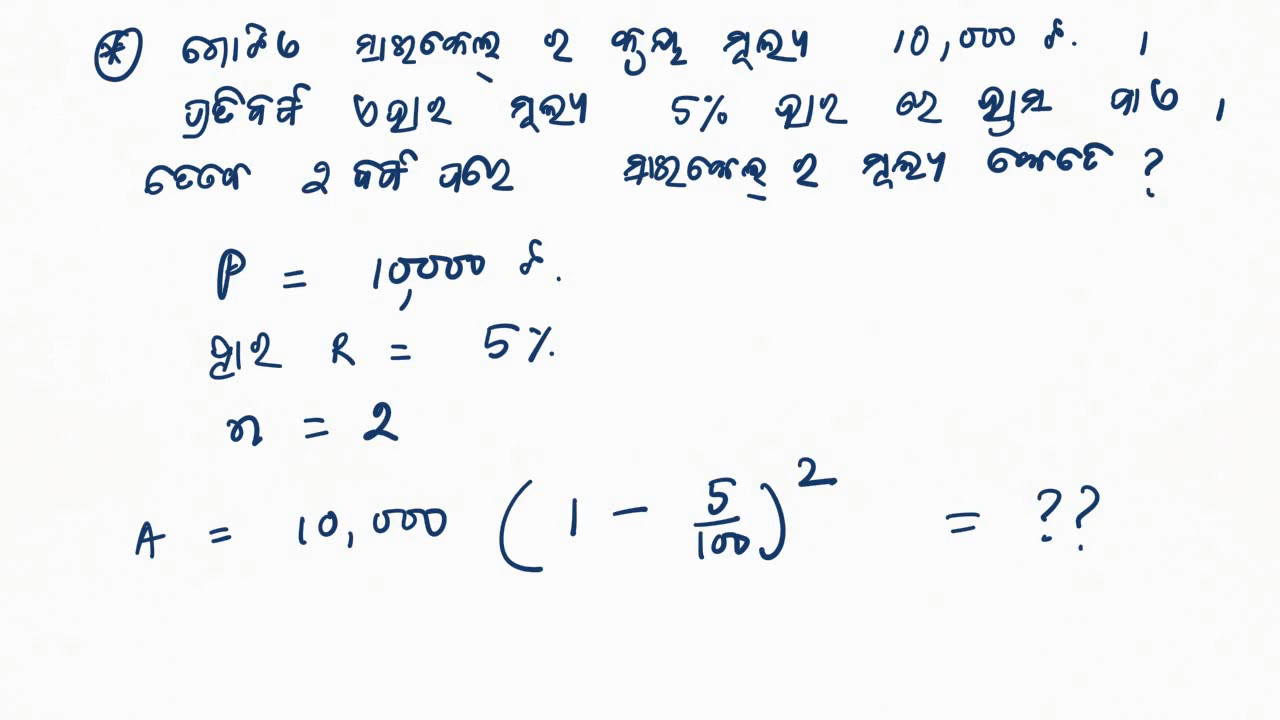 * ଗୋଟିଏ ସାଇକେଲ୍ ର କ୍ରୟ ମୂଲ୍ୟ 10,000 ଟ. ।
ପ୍ରତିବର୍ଷ ଏହାର ମୂଲ୍ୟ 5% ହାର ରେ ହ୍ରାସ ପାଏ ,
ତେବେ 2 ବର୍ଷ ପରେ ସାଇକେଲ୍ ର ମୂଲ୍ୟ କେତେ ?
P = 10,000 ଟ.
ହାର R = 5%.
n = 2
A = 10,000 (1 - 5/100)² = ??